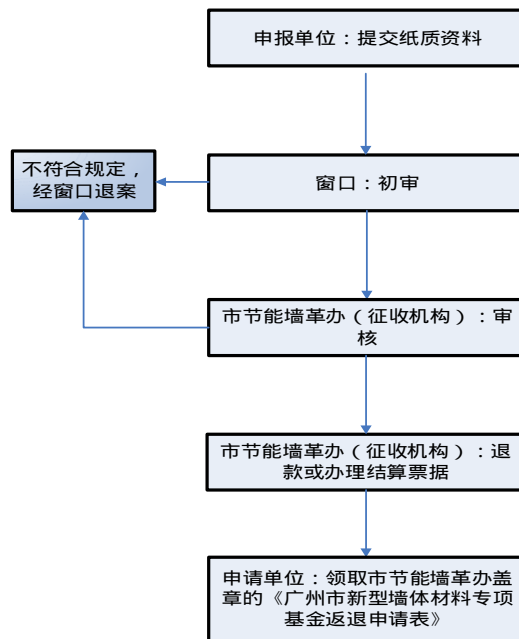 申报单位：提交纸质资料
不符合规定，
经窗口退案
窗口：初审
市节能墙革办（征收机构）：审
核
市节能墙革办（征收机构）：退
款或办理结算票据
申请单位：领取市节能墙革办盖
章的《广州市新型墙体材料专项
基金返退申请表》